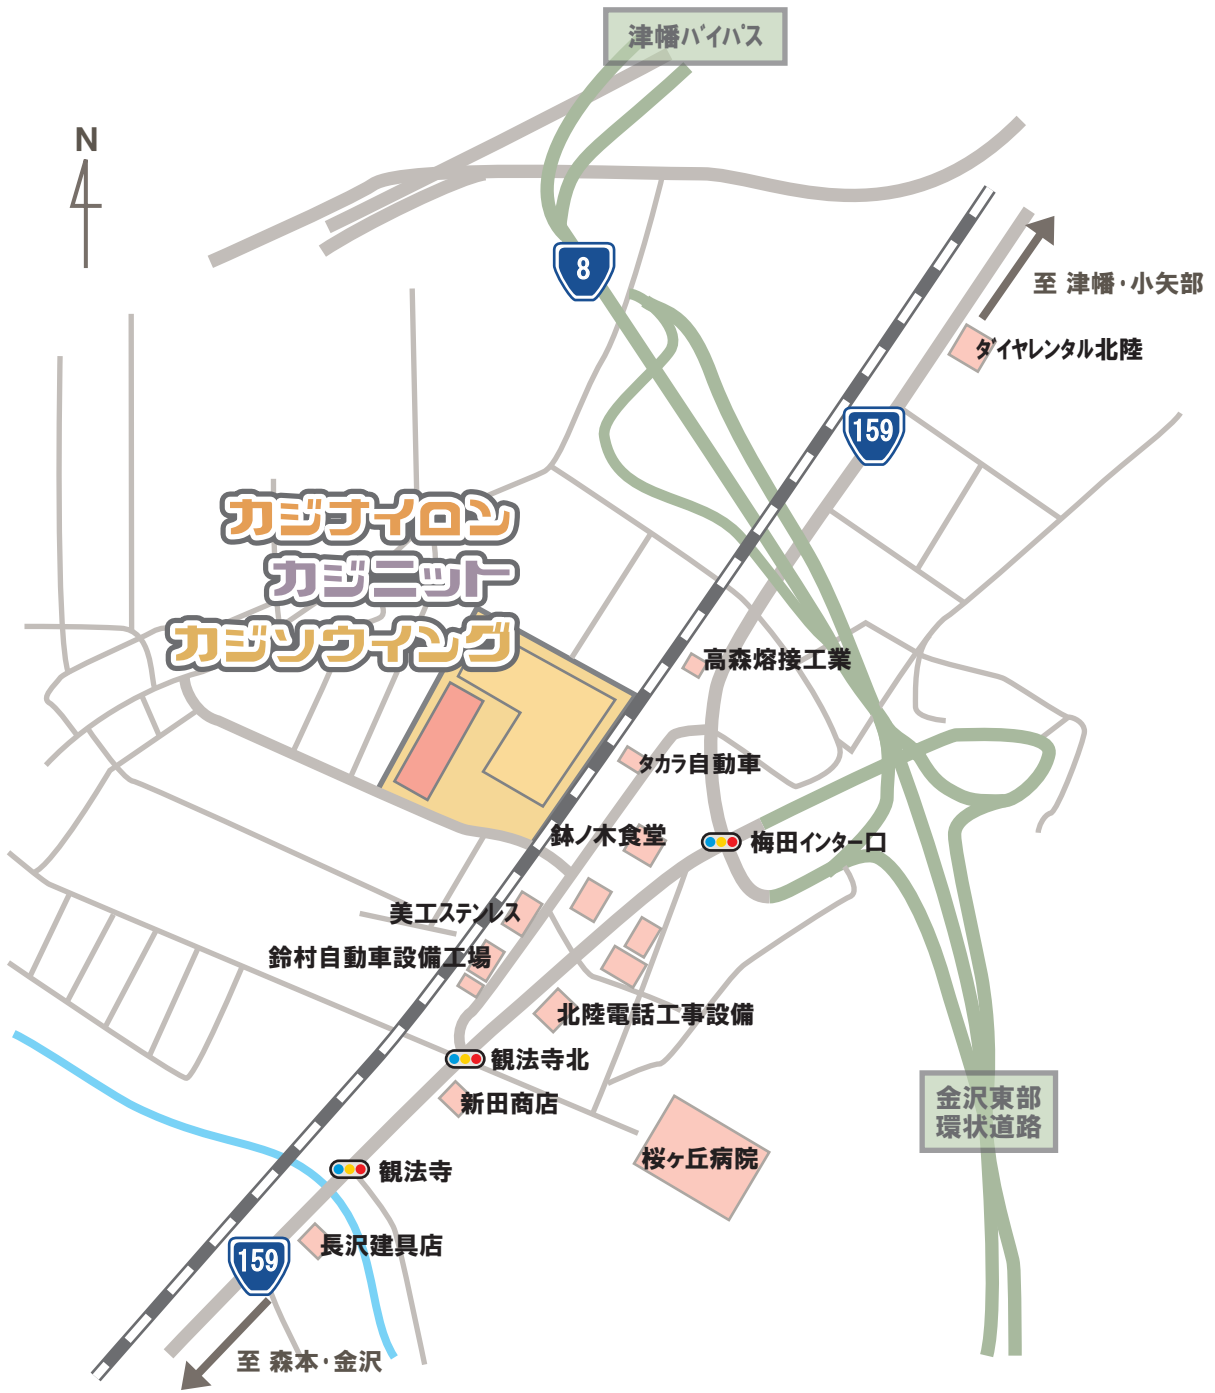 津幡バイパス
N
8
至 津幡・小矢部
ダイヤレンタル北陸
159
カジナイロン
カジニット
カジソウイング
高森熔接工業
タカラ自動車
鉢ノ木食堂
梅田インター口
美工ステンレス
鈴村自動車設備工場
北陸電話工事設備
観法寺北
新田商店
金沢東部
環状道路
桜ヶ丘病院
観法寺
長沢建具店
159
至 森本・金沢